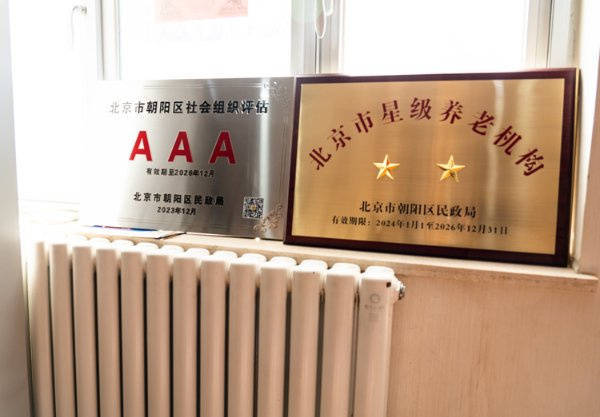 北京市朝阳区社会组织评估
AAA
有效期至2026年12月
北京市朝阳区民政局
2023年12月
北京市星级养老机构
北京市朝阳区民政局
有效期限：2024年1月1至2026年12月31日